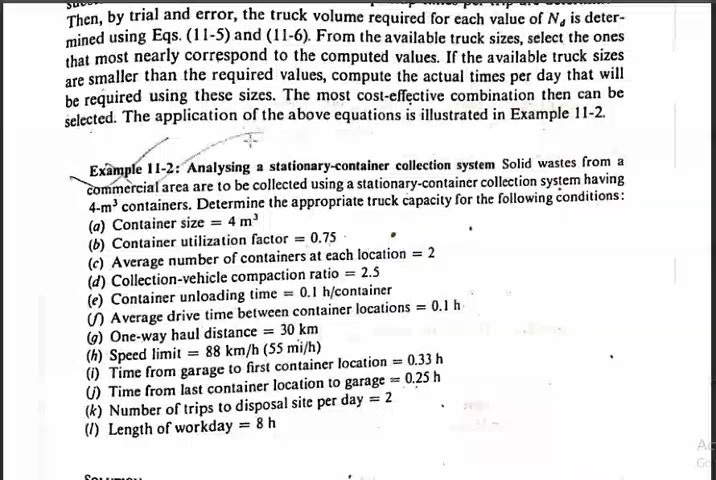 Then, by trial and error, the truck volume required for each value of N_d is deter-
mined using Eqs. (11-5) and (11-6). From the available truck sizes, select the ones
that most nearly correspond to the computed values. If the available truck sizes
are smaller than the required values, compute the actual times per day that will
be required using these sizes. The most cost-effective combination then can be
selected. The application of the above equations is illustrated in Example 11-2.
Example 11-2: Analysing a stationary-container collection system Solid wastes from a
commercial area are to be collected using a stationary-container collection system having
4-m³ containers. Determine the appropriate truck capacity for the following conditions:
(a) Container size = 4 m³
(b) Container utilization factor = 0.75
(c) Average number of containers at each location = 2
(d) Collection-vehicle compaction ratio = 2.5
(e) Container unloading time = 0.1 h/container
(f) Average drive time between container locations = 0.1 h
(g) One-way haul distance = 30 km
(h) Speed limit = 88 km/h (55 mi/h)
(i) Time from garage to first container location = 0.33 h
(j) Time from last container location to garage = 0.25 h
(k) Number of trips to disposal site per day = 2
(l) Length of workday = 8 h